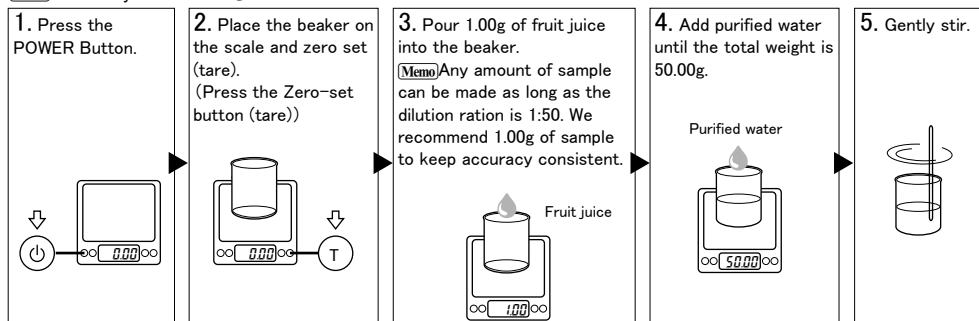 1. Press the
POWER Button.
0.00
2. Place the beaker on
the scale and zero set
(tare).
(Press the Zero-set
button (tare))
0.00
T
3. Pour 1.00g of fruit juice
into the beaker.
Memo Any amount of sample
can be made as long as the
dilution ration is 1:50. We
recommend 1.00g of sample
to keep accuracy consistent.
Fruit juice
1.00
4. Add purified water
until the total weight is
50.00g.
Purified water
50.00
5. Gently stir.